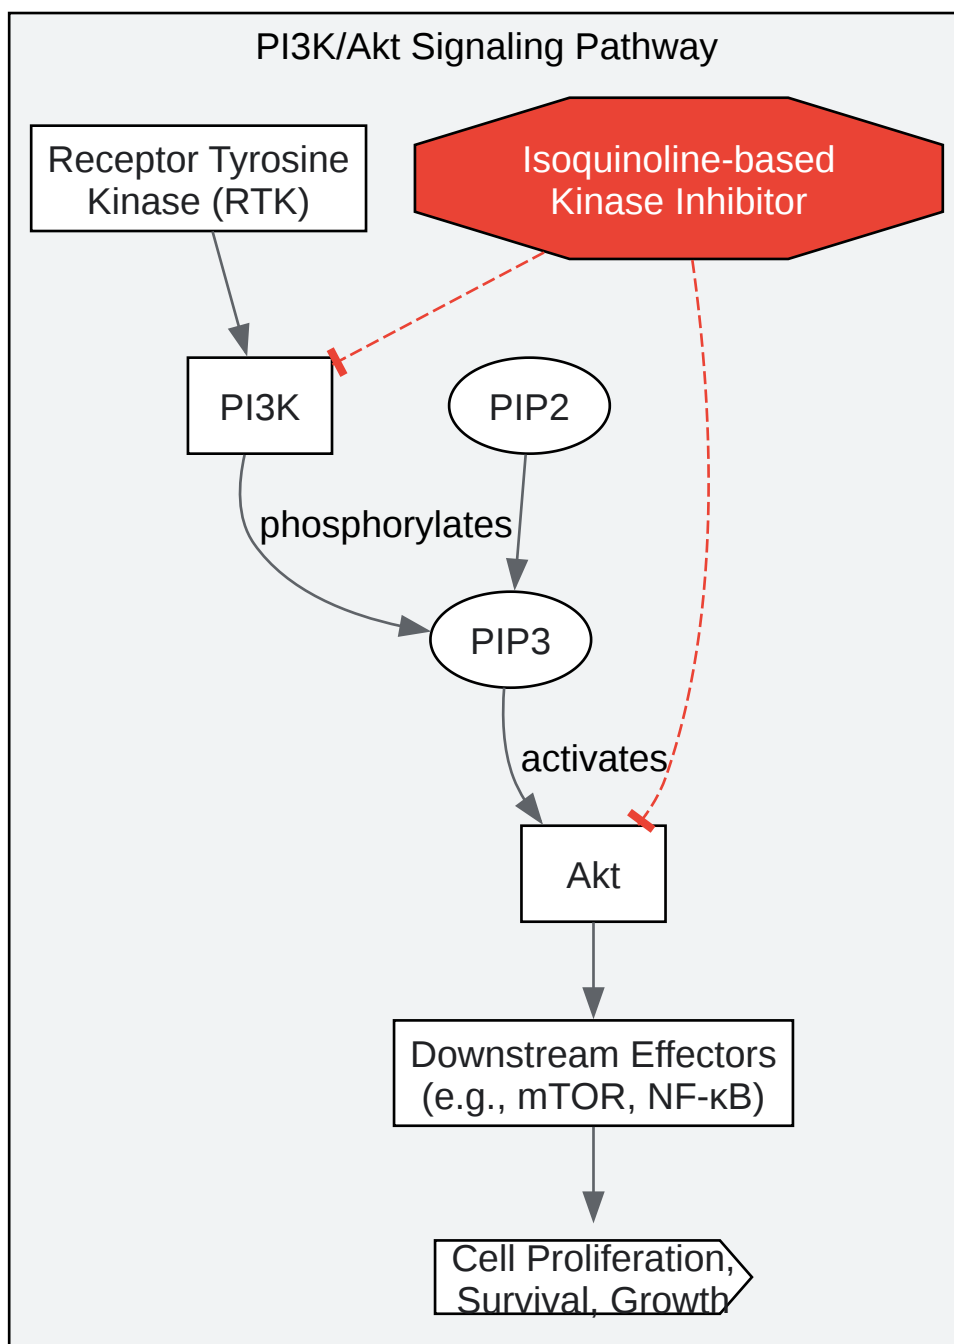 PI3K/Akt Signaling Pathway
Receptor Tyrosine
Kinase (RTK)
Isoquinoline-based
Kinase Inhibitor
PI3K
PIP2
phosphorylates
PIP3
activates
Akt
Downstream Effectors
(e.g., mTOR, NF-κB)
Cell Proliferation,
Survival, Growth